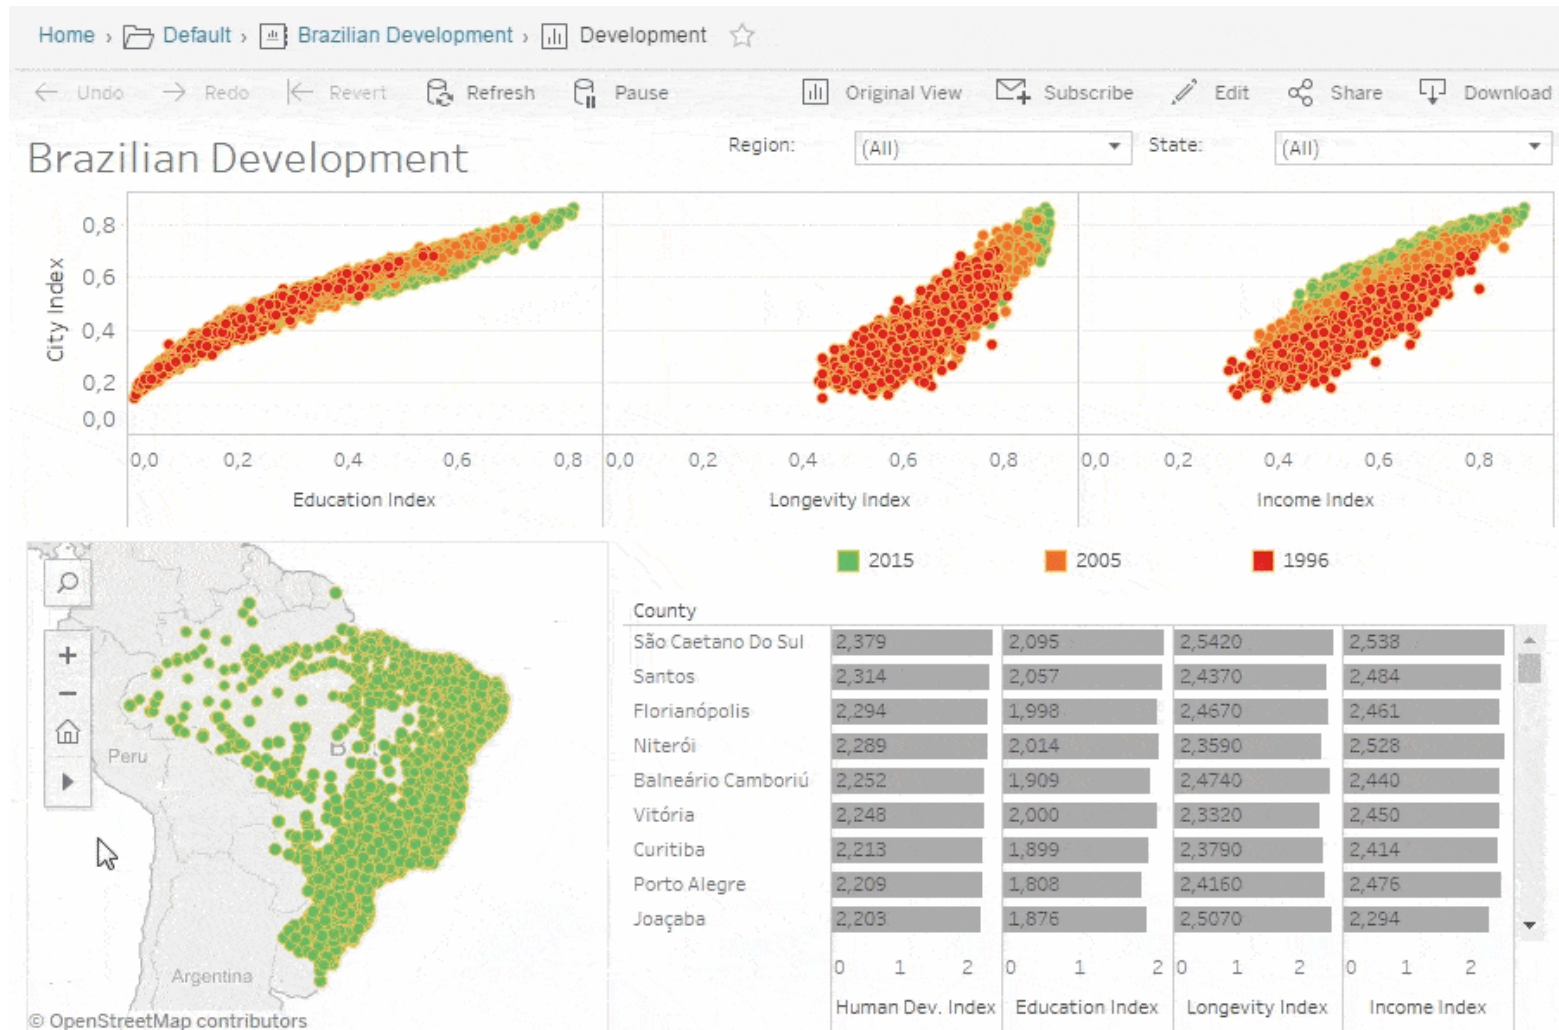 Home › Default › Brazilian Development › Development
Undo Redo Revert Refresh Pause Original View Subscribe Edit Share Download
Brazilian Development
Region: (All) State: (All)
City Index
0,8
0,6
0,4
0,2
0,0
0,0 0,2 0,4 0,6 0,8 0,0 0,2 0,4 0,6 0,8 0,0 0,2 0,4 0,6 0,8
Education Index Longevity Index Income Index
2015 2005 1996
Peru
B
Argentina
© OpenStreetMap contributors
County
São Caetano Do Sul 2,379 2,095 2,5420 2,538
Santos 2,314 2,057 2,4370 2,484
Florianópolis 2,294 1,998 2,4670 2,461
Niterói 2,289 2,014 2,3590 2,528
Balneário Camboriú 2,252 1,909 2,4740 2,440
Vitória 2,248 2,000 2,3320 2,450
Curitiba 2,213 1,899 2,3790 2,414
Porto Alegre 2,209 1,808 2,4160 2,476
Joaçaba 2,203 1,876 2,5070 2,294
0 1 2 0 1 2 0 1 2 0 1 2
Human Dev. Index Education Index Longevity Index Income Index